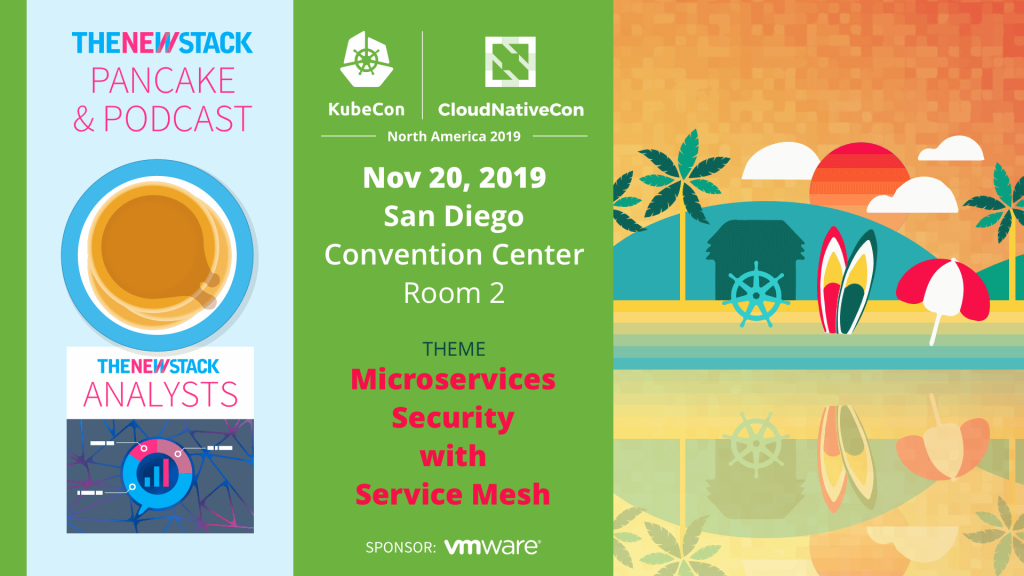 THENEWSTACK
PANCAKE
& PODCAST
THENEWSTACK
ANALYSTS
KubeCon
CloudNativeCon
North America 2019
Nov 20, 2019
San Diego
Convention Center
Room 2
THEME
Microservices
Security
with
Service Mesh
SPONSOR: vmware®